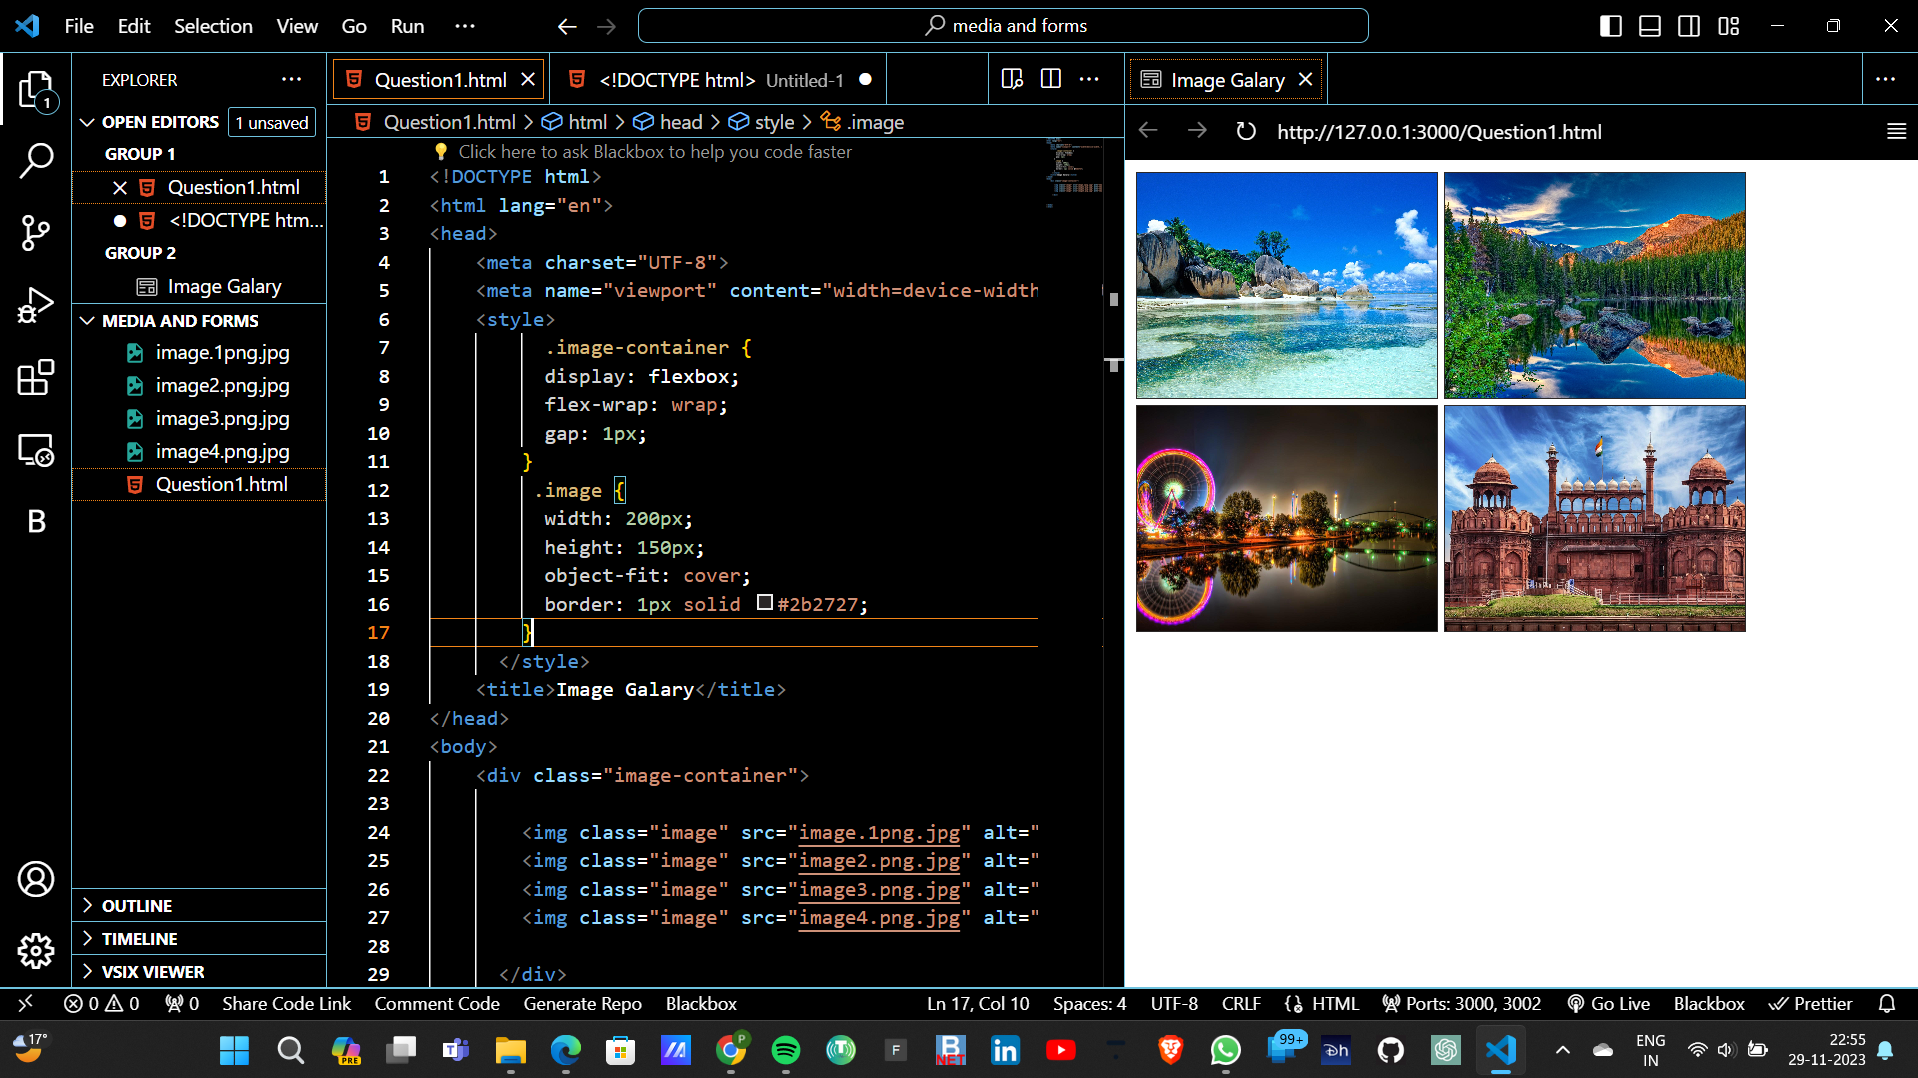 File Edit Selection View Go Run ··· media and forms
EXPLORER
OPEN EDITORS 1 unsaved
GROUP 1
Question1.html
<!DOCTYPE htm...
GROUP 2
Image Galary
MEDIA AND FORMS
image.1png.jpg
image2.png.jpg
image3.png.jpg
image4.png.jpg
Question1.html
OUTLINE
TIMELINE
VSIX VIEWER
Question1.html <!DOCTYPE html> Untitled-1
Question1.html > html > head > style > .image
Click here to ask Blackbox to help you code faster
1 <!DOCTYPE html>
2 <html lang="en">
3 <head>
4 <meta charset="UTF-8">
5 <meta name="viewport" content="width=device-width
6 <style>
7 .image-container {
8 display: flexbox;
9 flex-wrap: wrap;
10 gap: 1px;
11 }
12 .image {
13 width: 200px;
14 height: 150px;
15 object-fit: cover;
16 border: 1px solid #2b2727;
17 }
18 </style>
19 <title>Image Galary</title>
20 </head>
21 <body>
22 <div class="image-container">
23
24 <img class="image" src="image.1png.jpg" alt="
25 <img class="image" src="image2.png.jpg" alt="
26 <img class="image" src="image3.png.jpg" alt="
27 <img class="image" src="image4.png.jpg" alt="
28
29 </div>
Image Galary
http://127.0.0.1:3000/Question1.html
1
B
0 0 0 Share Code Link Comment Code Generate Repo Blackbox Ln 17, Col 10 Spaces: 4 UTF-8 CRLF HTML Ports: 3000, 3002 Go Live Blackbox Prettier
17° PRE P F B .NET in 99+ Dh ENG 22:55
IN 29-11-2023